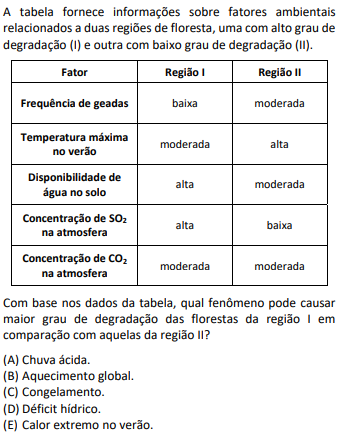 A tabela fornece informações sobre fatores ambientais
relacionados a duas regiões de floresta, uma com alto grau de
degradação (I) e outra com baixo grau de degradação (II).
Fator Região I Região II
Frequência de geadas baixa moderada
Temperatura máxima
no verão moderada alta
Disponibilidade de
água no solo alta moderada
Concentração de SO₂
na atmosfera alta baixa
Concentração de CO₂
na atmosfera moderada moderada
Com base nos dados da tabela, qual fenômeno pode causar
maior grau de degradação das florestas da região I em
comparação com aquelas da região II?
(A) Chuva ácida.
(B) Aquecimento global.
(C) Congelamento.
(D) Déficit hídrico.
(E) Calor extremo no verão.